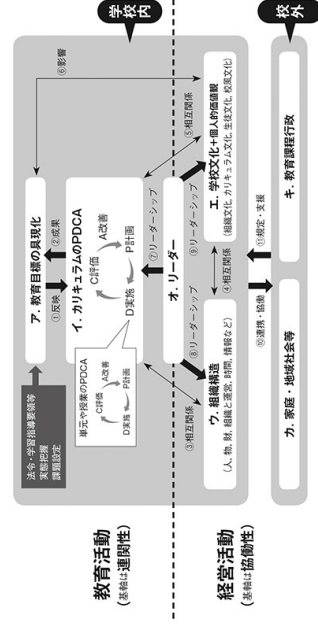 学校内
校外
教育活動
(基軸は連関性)
経営活動
(基軸は協働性)
法令・学習指導要領等
実態把握
課題設定
ア. 教育目標の具現化
①反映
②成果
⑥影響
イ. カリキュラムのPDCA
単元や授業のPDCA
C評価
A改善
D実施
P計画
C評価
A改善
D実施
P計画
③相互関係
⑤相互関係
⑦リーダーシップ
オ. リーダー
⑧リーダーシップ
⑨リーダーシップ
④相互関係
ウ. 組織構造
(人, 物, 財, 組織と運営, 時間, 情報など)
エ. 学校文化+個人的価値観
(組織文化, カリキュラム文化, 生徒文化, 校風文化)
⑩連携・協働
⑪規定・支援
カ. 家庭・地域社会等
キ. 教育課程行政